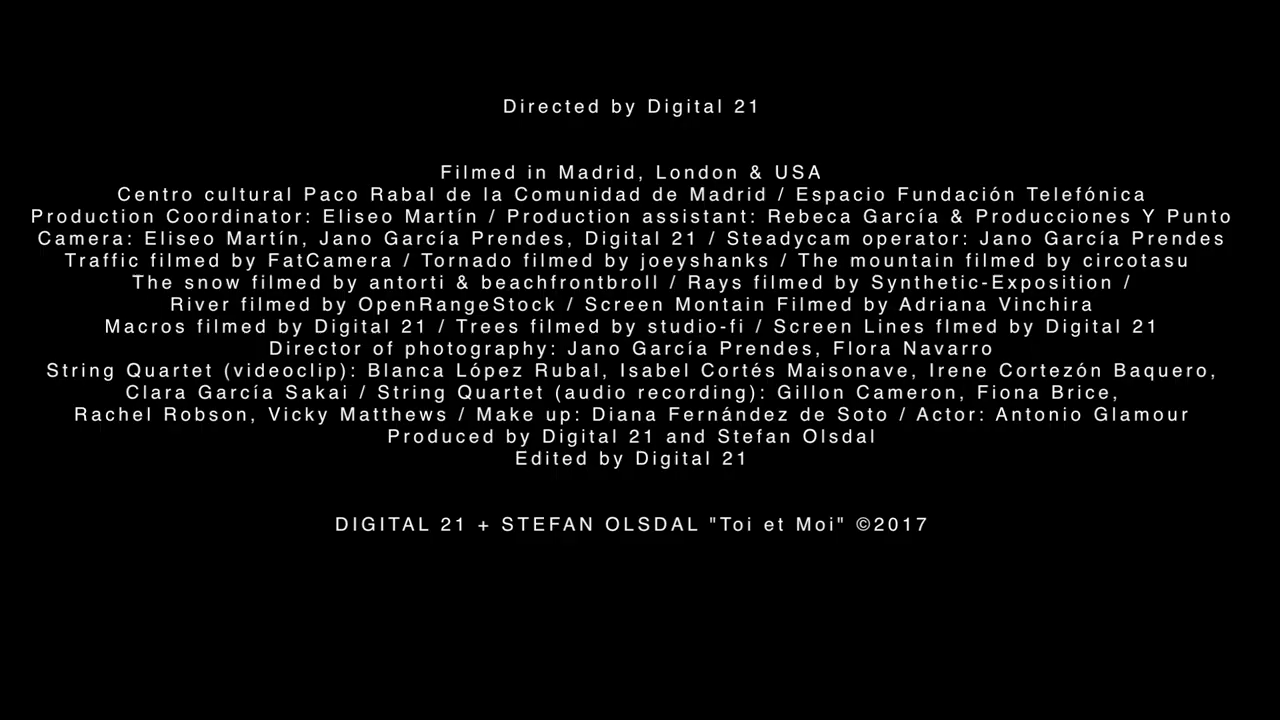 Directed by Digital 21
Filmed in Madrid, London & USA
Centro cultural Paco Rabal de la Comunidad de Madrid / Espacio Fundación Telefónica
Production Coordinator: Eliseo Martín / Production assistant: Rebeca García & Producciones Y Punto
Camera: Eliseo Martín, Jano García Prendes, Digital 21 / Steadycam operator: Jano García Prendes
Traffic filmed by FatCamera / Tornado filmed by joeyshanks / The mountain filmed by circotasu
The snow filmed by antorti & beachfrontbroll / Rays filmed by Synthetic-Exposition /
River filmed by OpenRangeStock / Screen Montain Filmed by Adriana Vinchira
Macros filmed by Digital 21 / Trees filmed by studio-fi / Screen Lines flmed by Digital 21
Director of photography: Jano García Prendes, Flora Navarro
String Quartet (videoclip): Blanca López Rubal, Isabel Cortés Maisonave, Irene Cortezón Baquero,
Clara García Sakai / String Quartet (audio recording): Gillon Cameron, Fiona Brice,
Rachel Robson, Vicky Matthews / Make up: Diana Fernández de Soto / Actor: Antonio Glamour
Produced by Digital 21 and Stefan Olsdal
Edited by Digital 21
DIGITAL 21 + STEFAN OLSDAL "Toi et Moi" ©2017